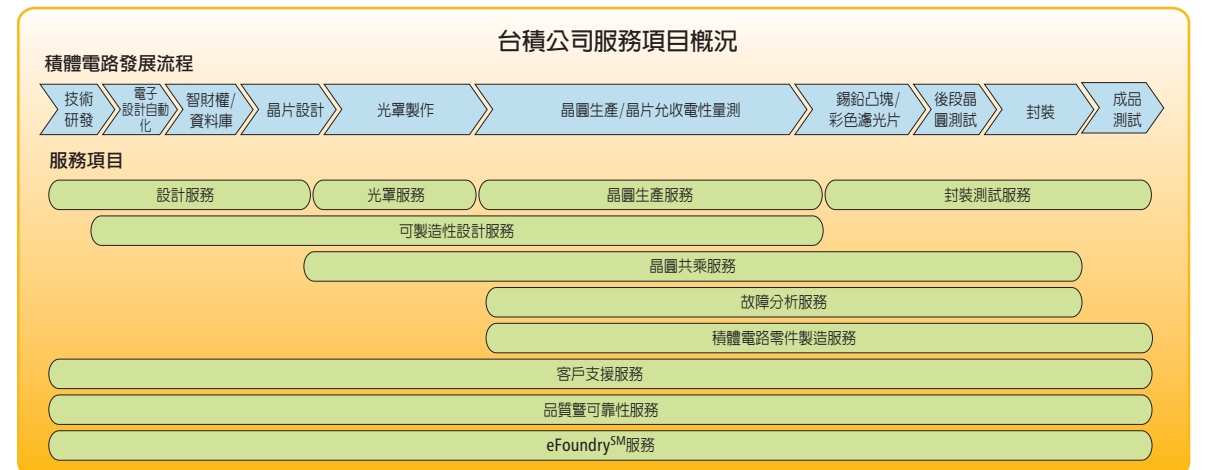 台積公司服務項目概況
積體電路發展流程
技術
研發
電子
設計自動
化
智財權/
資料庫
晶片設計
光罩製作
晶圓生產/晶片允收電性量測
錫鉛凸塊/
彩色濾光片
後段晶
圓測試
封裝
成品
測試
服務項目
設計服務
光罩服務
晶圓生產服務
封裝測試服務
可製造性設計服務
晶圓共乘服務
故障分析服務
積體電路零件製造服務
客戶支援服務
品質暨可靠性服務
eFoundrySM服務